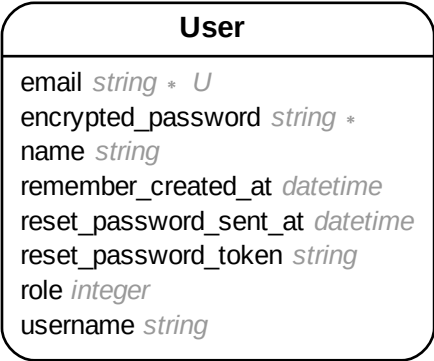 User
email string * U
encrypted_password string *
name string
remember_created_at datetime
reset_password_sent_at datetime
reset_password_token string
role integer
username string